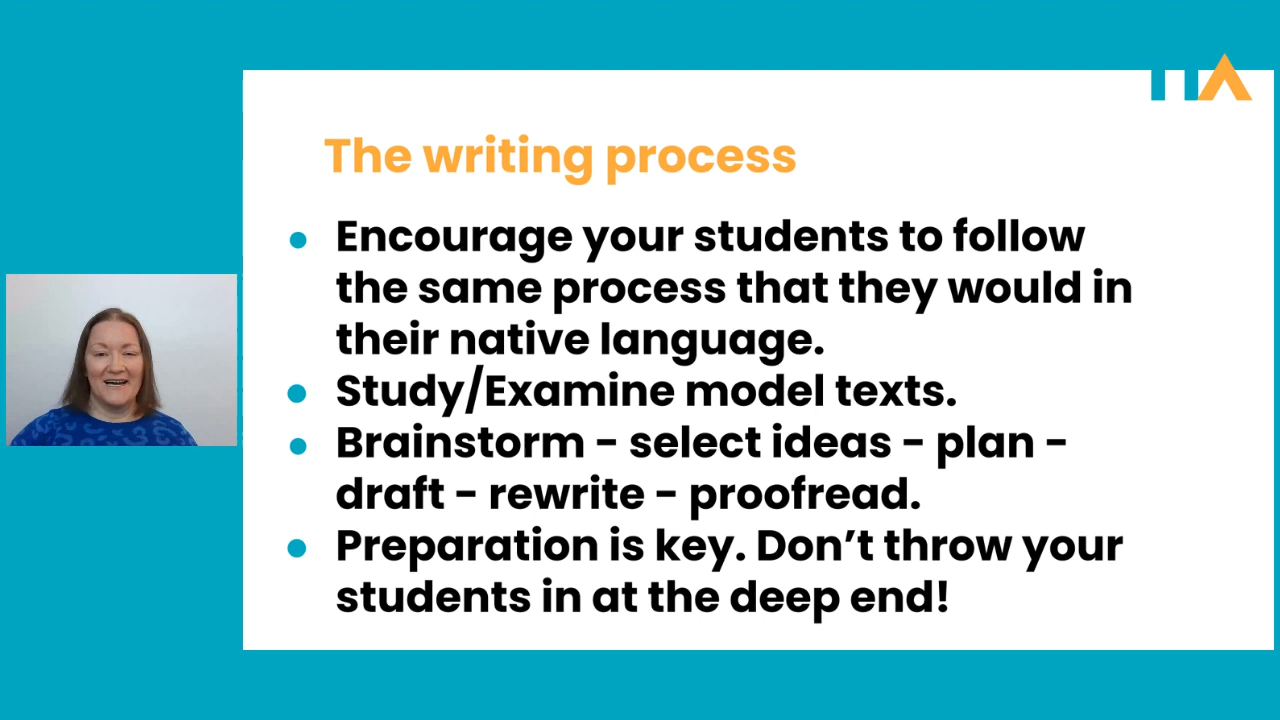 The writing process
• Encourage your students to follow
the same process that they would in
their native language.
• Study/Examine model texts.
• Brainstorm - select ideas - plan -
draft - rewrite - proofread.
• Preparation is key. Don’t throw your
students in at the deep end!